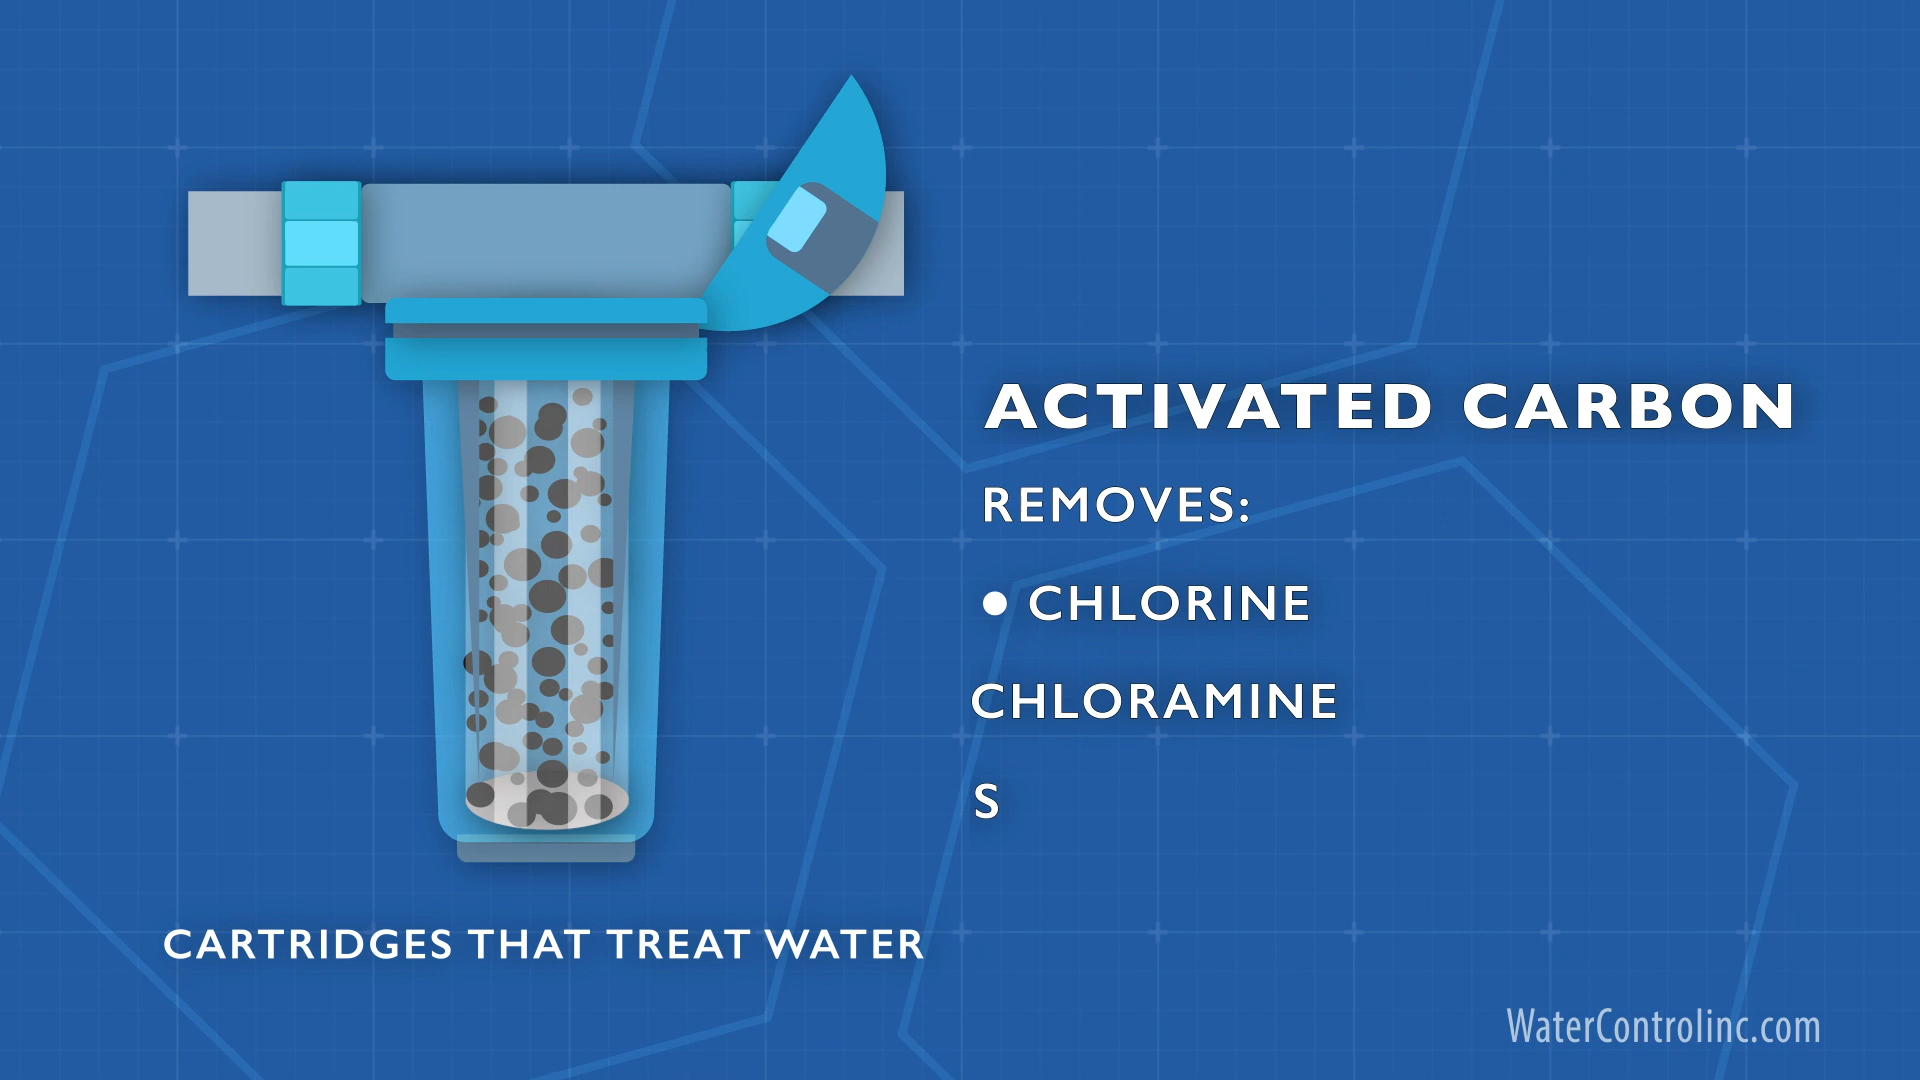 ACTIVATED CARBON
REMOVES:
• CHLORINE
CHLORAMINE
S
CARTRIDGES THAT TREAT WATER
WaterControlinc.com